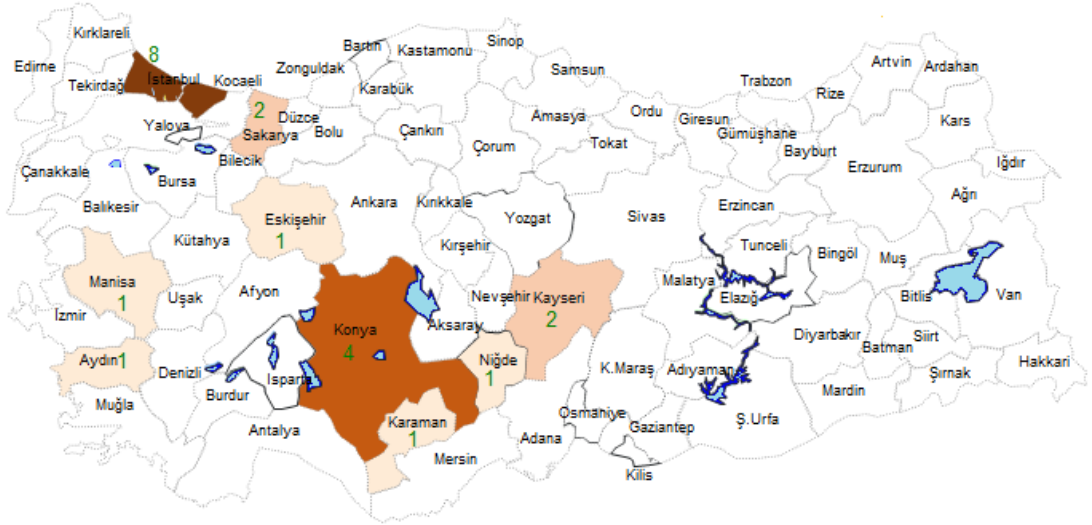 Kırklareli
Edirne
Tekirdağ
8
İstanbul
Kocaeli
Yalova
2
Sakarya
Düzce
Zonguldak
Bartın
Karabük
Kastamonu
Sinop
Samsun
Bolu
Çankırı
Çorum
Amasya
Tokat
Ordu
Giresun
Trabzon
Gümüşhane
Bayburt
Rize
Artvin
Ardahan
Kars
Iğdır
Erzurum
Ağrı
Çanakkale
Balıkesir
Bursa
Bilecik
Eskişehir
1
Kütahya
Ankara
Kırıkkale
Kırşehir
Yozgat
Sivas
Erzincan
Tunceli
Bingöl
Muş
Bitlis
Van
Manisa
1
İzmir
Uşak
Afyon
Konya
4
Aksaray
Nevşehir
Kayseri
2
Malatya
Elazığ
Diyarbakır
Batman
Siirt
Şırnak
Hakkari
Aydın
1
Denizli
Muğla
Burdur
Isparta
Antalya
Niğde
1
Karaman
1
Mersin
Adana
Osmaniye
K.Maraş
Adıyaman
Gaziantep
Kilis
Ş.Urfa
Mardin